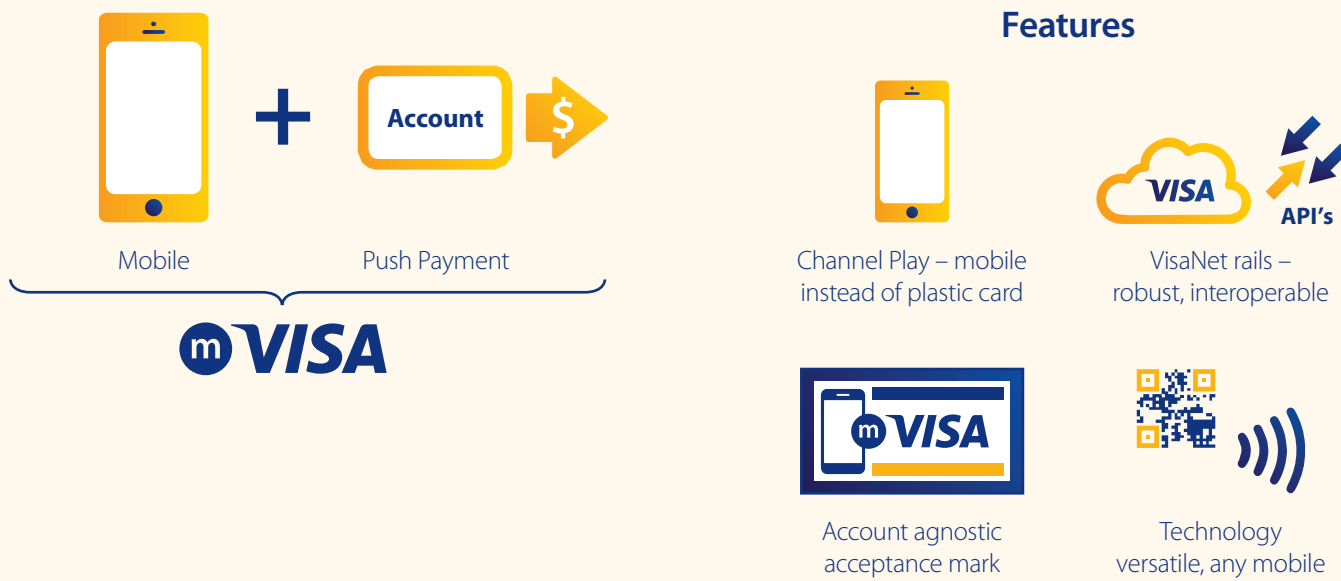 Account
$
Mobile
Push Payment
m VISA
Features
VISA
API's
Channel Play – mobile
instead of plastic card
VisaNet rails –
robust, interoperable
m VISA
Account agnostic
acceptance mark
Technology
versatile, any mobile